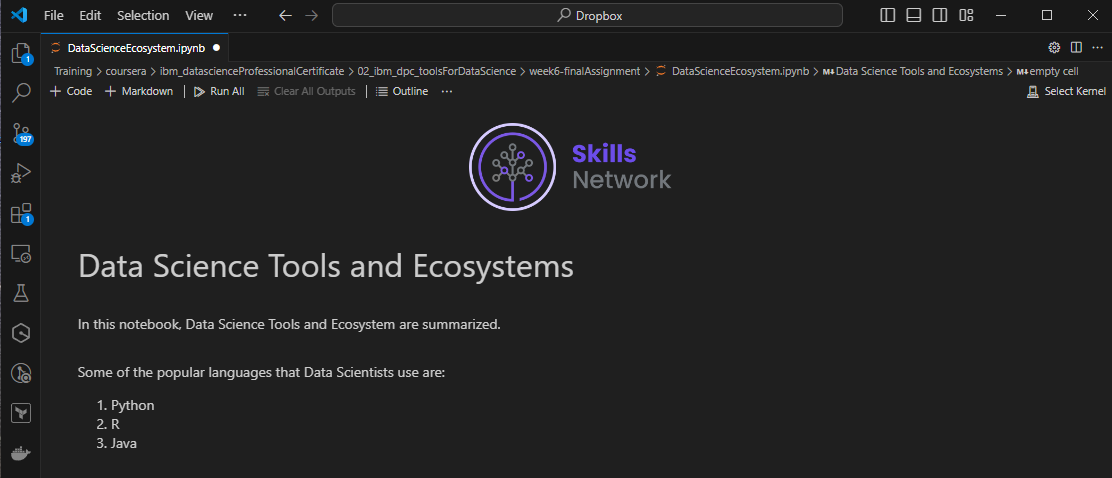 File Edit Selection View ··· Dropbox
DataScienceEcosystem.ipynb
Training > coursera > ibm_datascienceProfessionalCertificate > 02_ibm_dpc_toolsForDataScience > week6-finalAssignment > DataScienceEcosystem.ipynb > M↓Data Science Tools and Ecosystems > M↓empty cell
+ Code + Markdown | Run All Clear All Outputs | Outline ··· Select Kernel
1
197
1
Skills
Network
Data Science Tools and Ecosystems
In this notebook, Data Science Tools and Ecosystem are summarized.
Some of the popular languages that Data Scientists use are:
1. Python
2. R
3. Java